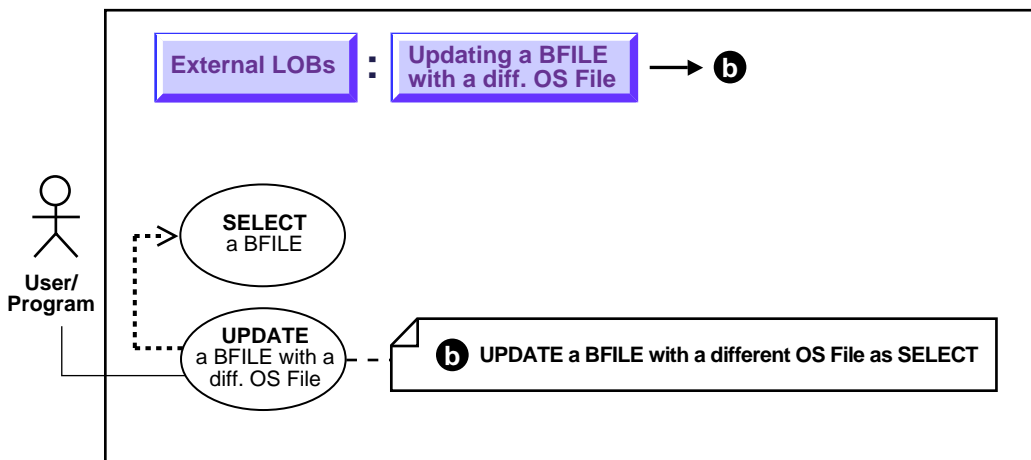 External LOBs
:
Updating a BFILE
with a diff. OS File
b
SELECT
a BFILE
User/
Program
UPDATE
a BFILE with a
diff. OS File
b UPDATE a BFILE with a different OS File as SELECT